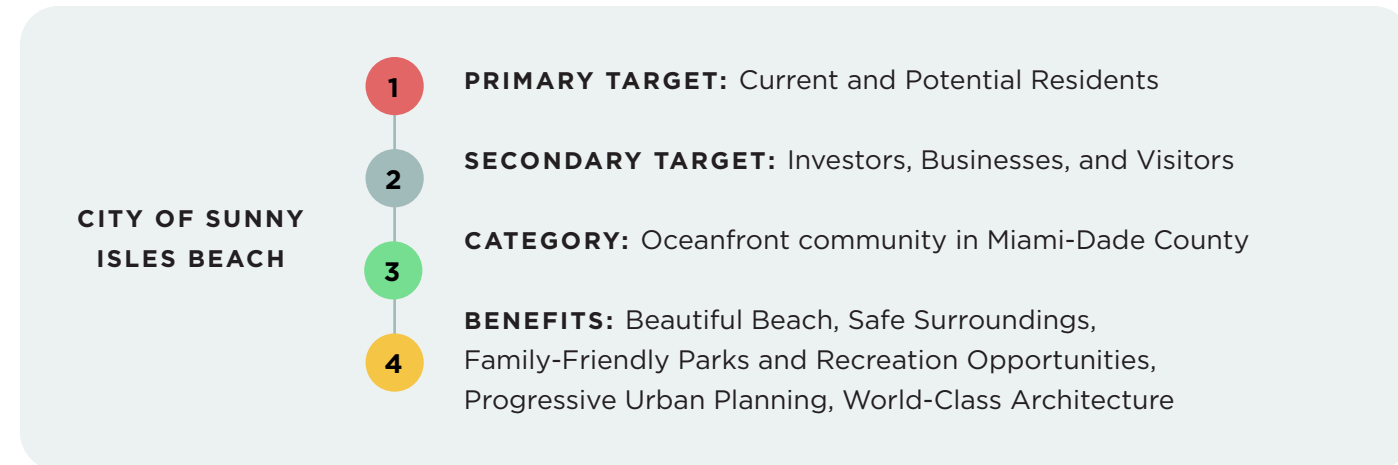 CITY OF SUNNY
ISLES BEACH
1
PRIMARY TARGET: Current and Potential Residents
2
SECONDARY TARGET: Investors, Businesses, and Visitors
3
CATEGORY: Oceanfront community in Miami-Dade County
4
BENEFITS: Beautiful Beach, Safe Surroundings,
Family-Friendly Parks and Recreation Opportunities,
Progressive Urban Planning, World-Class Architecture